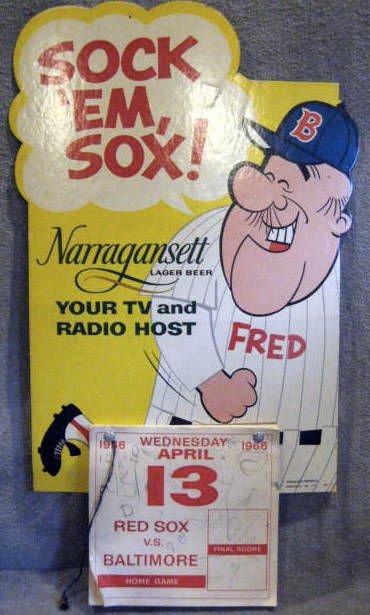 SOCK
'EM,
SOX!
B
Narragansett
LAGER BEER
YOUR TV and
RADIO HOST
FRED
1966 WEDNESDAY 1966
APRIL
13
RED SOX
V.S.
BALTIMORE
FINAL SCORE
HOME GAME